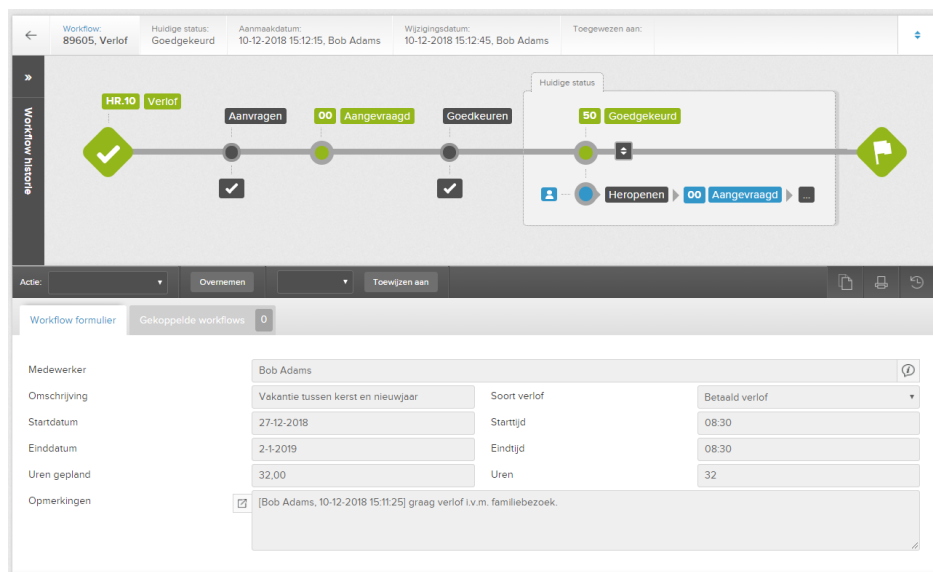 Workflow: Huidige status: Aanmaakdatum: Wijzigingsdatum: Toegewezen aan:
89605, Verlof Goedgekeurd 10-12-2018 15:12:15, Bob Adams 10-12-2018 15:12:45, Bob Adams
»
Workflow historie
Huidige status
HR.10 Verlof
Aanvragen 00 Aangevraagd Goedkeuren 50 Goedgekeurd
Heropenen 00 Aangevraagd ...
Actie: Overnemen Toewijzen aan
Workflow formulier Gekoppelde workflows 0
Medewerker Bob Adams
Omschrijving Vakantie tussen kerst en nieuwjaar Soort verlof Betaald verlof
Startdatum 27-12-2018 Starttijd 08:30
Einddatum 2-1-2019 Eindtijd 08:30
Uren gepland 32,00 Uren 32
Opmerkingen [Bob Adams, 10-12-2018 15:11:25] graag verlof i.v.m. familiebezoek.